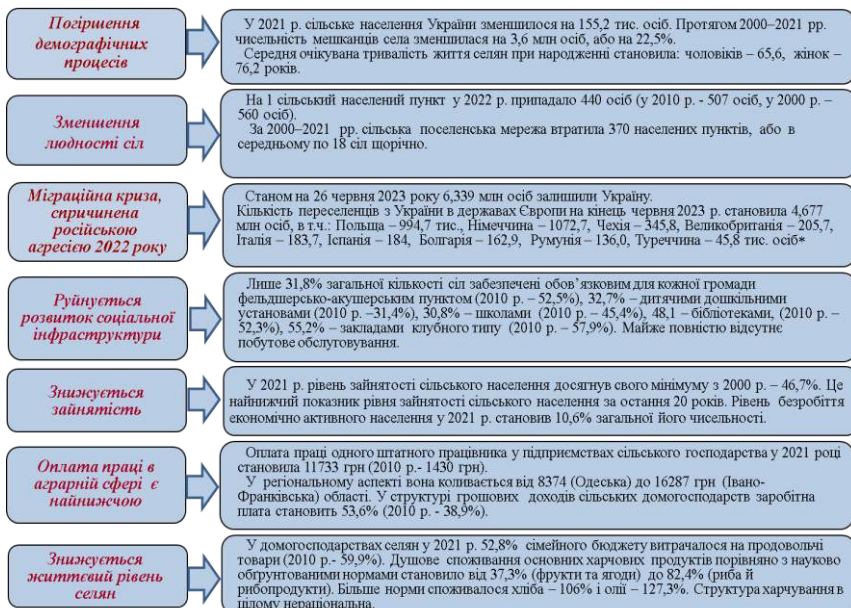 Погіршення
демографічних
процесів
У 2021 р. сільське населення України зменшилося на 155,2 тис. осіб. Протягом 2000–2021 рр.
чисельність мешканців села зменшилася на 3,6 млн осіб, або на 22,5%.
Середня очікувана тривалість життя селян при народженні становила: чоловіків – 65,6, жінок –
76,2 років.
Зменшення
людності сіл
На 1 сільський населений пункт у 2022 р. припадало 440 осіб (у 2010 р. - 507 осіб, у 2000 р. –
560 осіб).
За 2000–2021 рр. сільська поселенська мережа втратила 370 населених пунктів, або в
середньому по 18 сіл щорічно.
Міграційна криза,
спричинена
російською
агресією 2022 року
Станом на 26 червня 2023 року 6,339 млн осіб залишили Україну.
Кількість переселенців з України в державах Європи на кінець червня 2023 р. становила 4,677
млн осіб, в т.ч.: Польща – 994,7 тис., Німеччина – 1072,7, Чехія – 345,8, Великобританія – 205,7,
Італія – 183,7, Іспанія – 184, Болгарія – 162,9, Румунія – 136,0, Туреччина – 45,8 тис. осіб*
Руйнується
розвиток соціальної
інфраструктури
Лише 31,8% загальної кількості сіл забезпечені обов’язковим для кожної громади
фельдшерсько-акушерським пунктом (2010 р. – 52,5%), 32,7% – дитячими дошкільними
установами (2010 р. –31,4%), 30,8% – школами (2010 р. – 45,4%), 48,1 – бібліотеками, (2010 р. –
52,3%), 55,2% – закладами клубного типу (2010 р. – 57,9%). Майже повністю відсутнє
побутове обслуговування.
Знижується
зайнятість
У 2021 р. рівень зайнятості сільського населення досягнув свого мінімуму з 2000 р. – 46,7%. Це
найнижчий показник рівня зайнятості сільського населення за остання 20 років. Рівень безробіття
економічно активного населення у 2021 р. становив 10,6% загальної його чисельності.
Оплата праці в
аграрній сфері є
найнижчою
Оплата праці одного штатного працівника у підприємствах сільського господарства у 2021 році
становила 11733 грн (2010 р.- 1430 грн).
У регіональному аспекті вона коливається від 8374 (Одеська) до 16287 грн (Івано-
Франківська) області. У структурі грошових доходів сільських домогосподарств заробітна
плата становить 53,6% (2010 р. - 38,9%).
Знижується
життєвий рівень
селян
У домогосподарствах селян у 2021 р. 52,8% сімейного бюджету витрачалося на продовольчі
товари (2010 р.- 59,9%). Душове споживання основних харчових продуктів порівняно з науково
обґрунтованими нормами становило від 37,3% (фрукти та ягоди) до 82,4% (риба й
рибопродукти). Більше норми споживалося хліба – 106% і олії – 127,3%. Структура харчування в
цілому нераціональна.